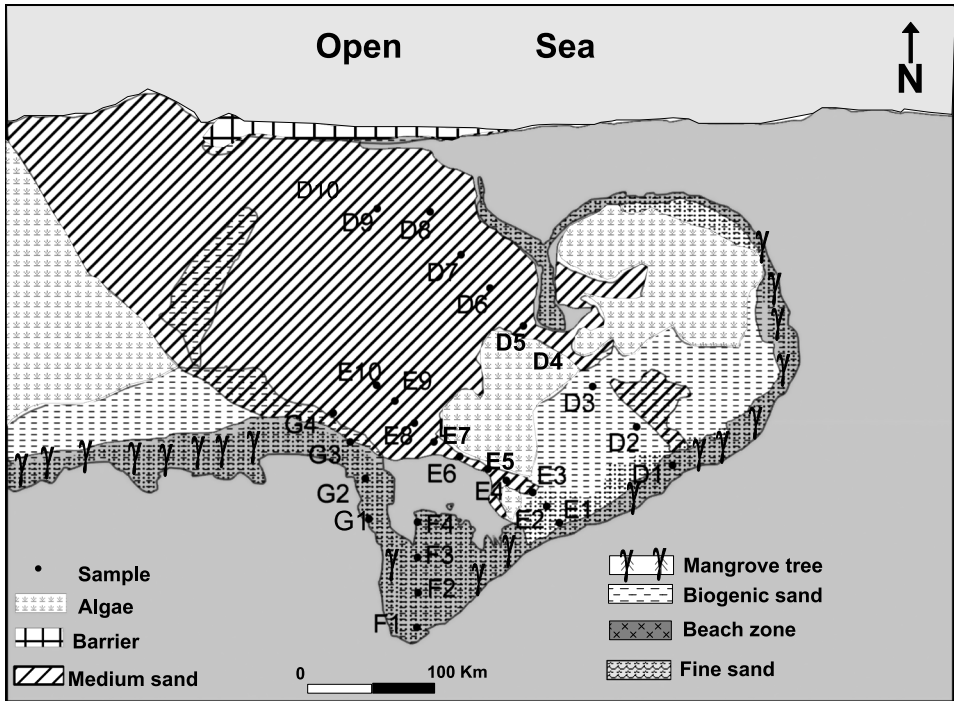 Open Sea
N
D10
D9
D8
D7
D6
D5
D4
E10
E9
D3
G4
E8
E7
D2
G3
E6
E5
D1
G2
E4
E3
G1
E2
E1
F4
F3
F2
F1
Sample
Algae
Barrier
Medium sand
0
100 Km
Mangrove tree
Biogenic sand
Beach zone
Fine sand